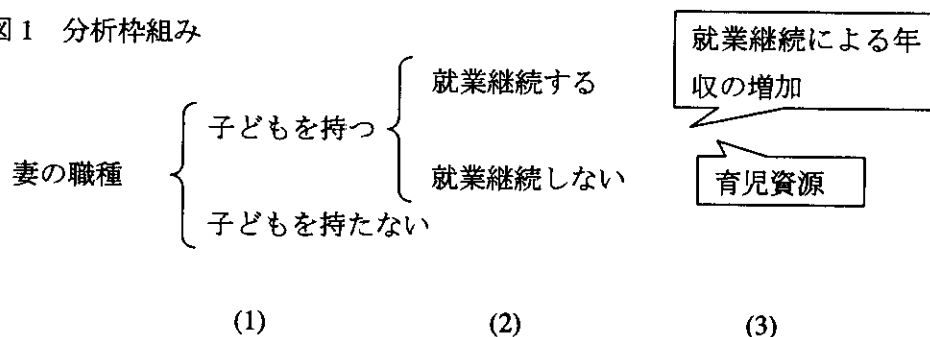 図1 分析枠組み
就業継続による年
収の増加
就業継続する
子どもを持つ
妻の職種
就業継続しない
育児資源
子どもを持たない
(1)
(2)
(3)